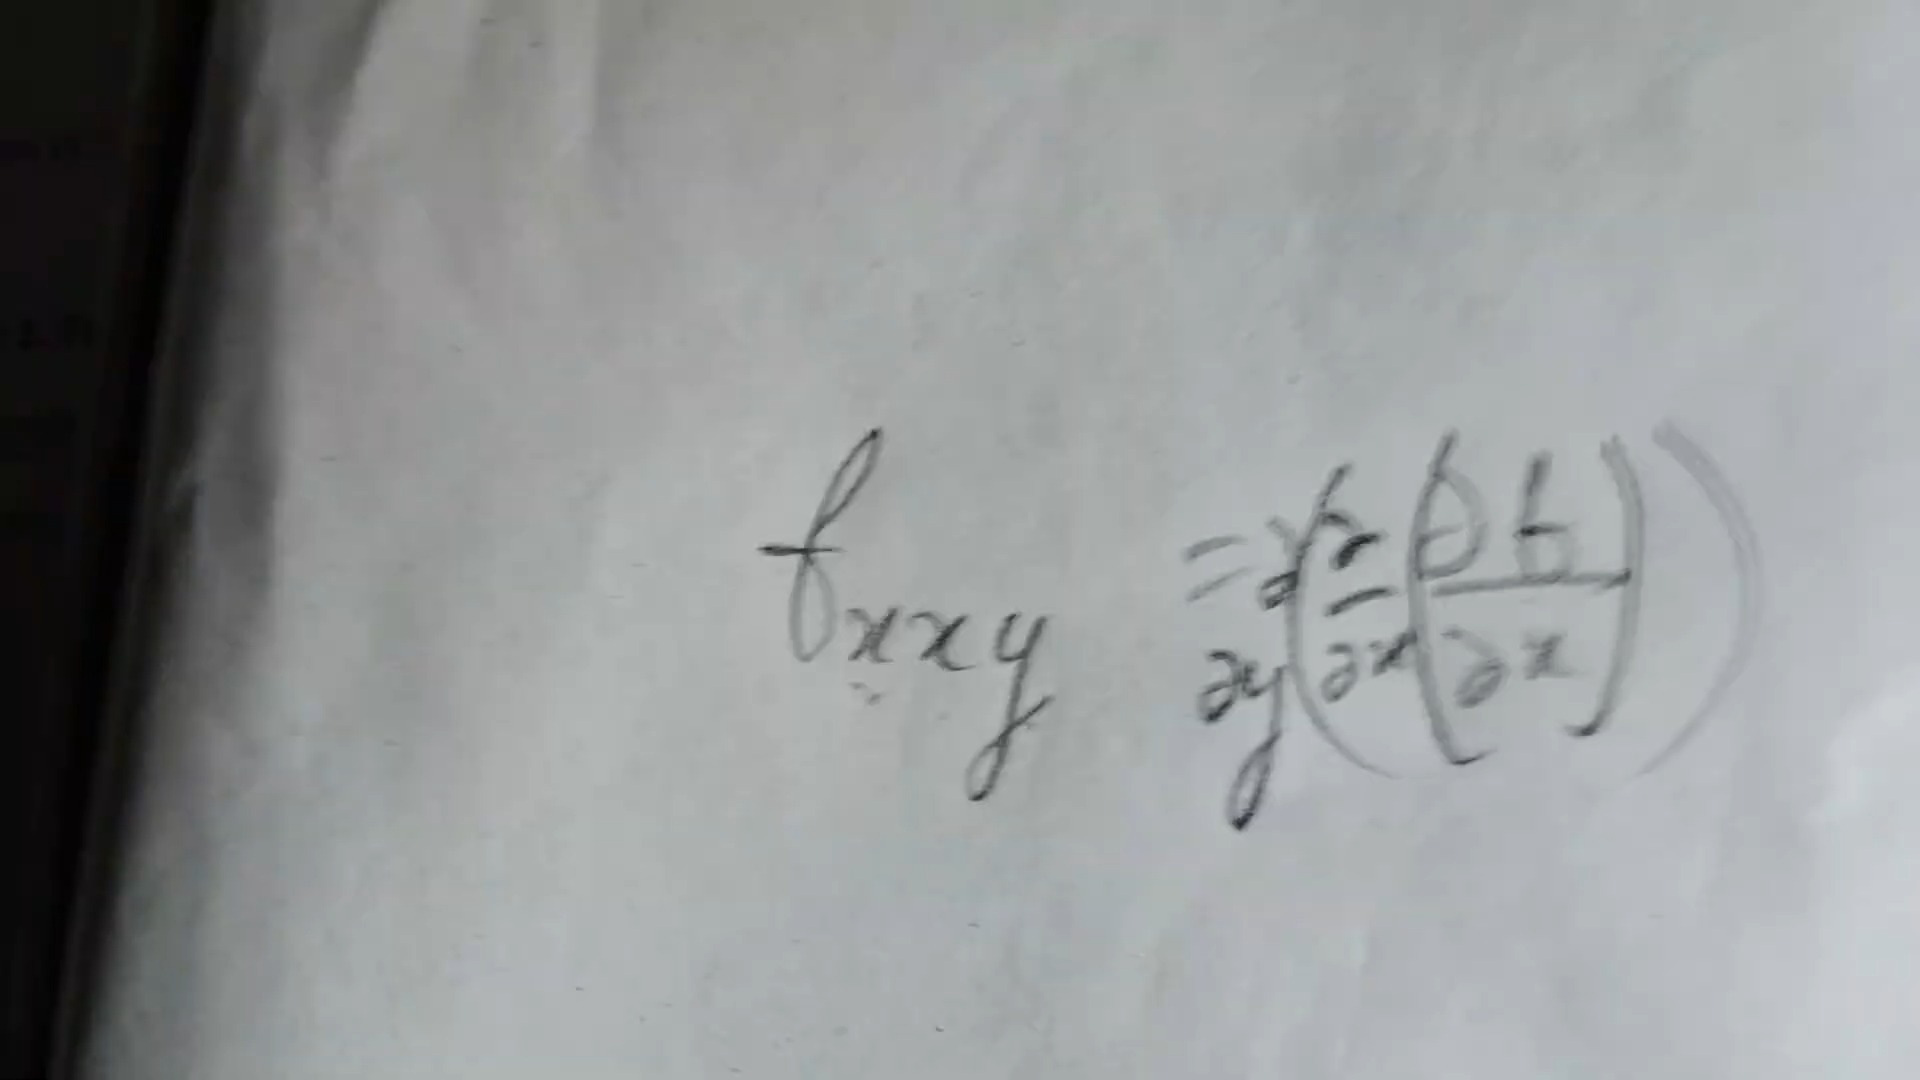 fxxy = ∂/∂y (∂/∂x (∂f/∂x))